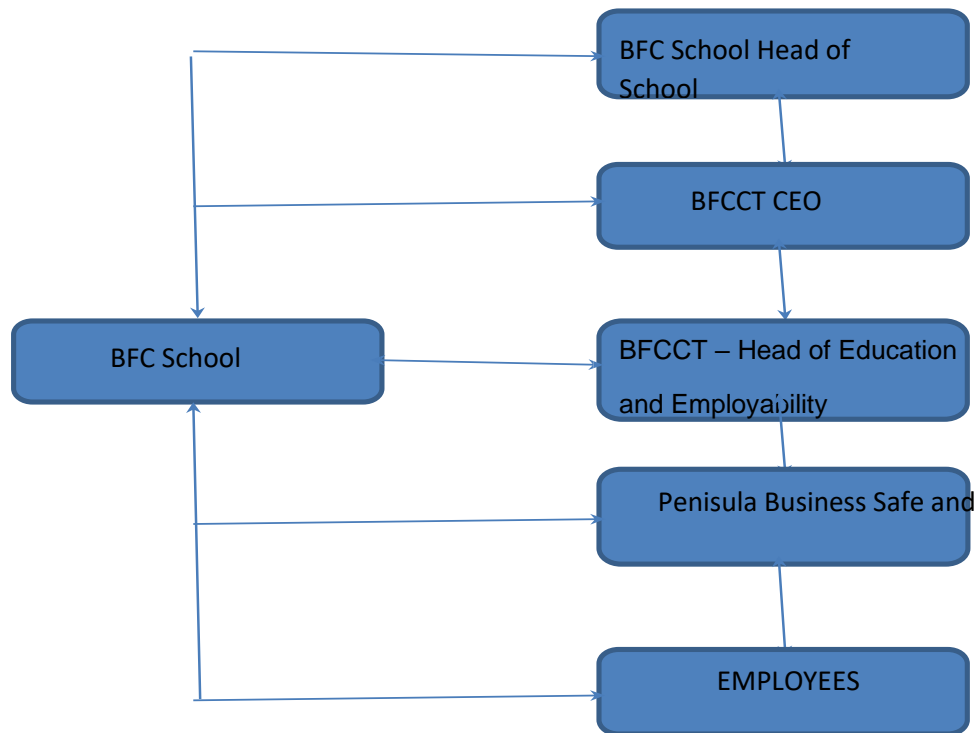 BFC School Head of
School
BFCCT CEO
BFC School
BFCCT – Head of Education
and Employability
Penisula Business Safe and
EMPLOYEES